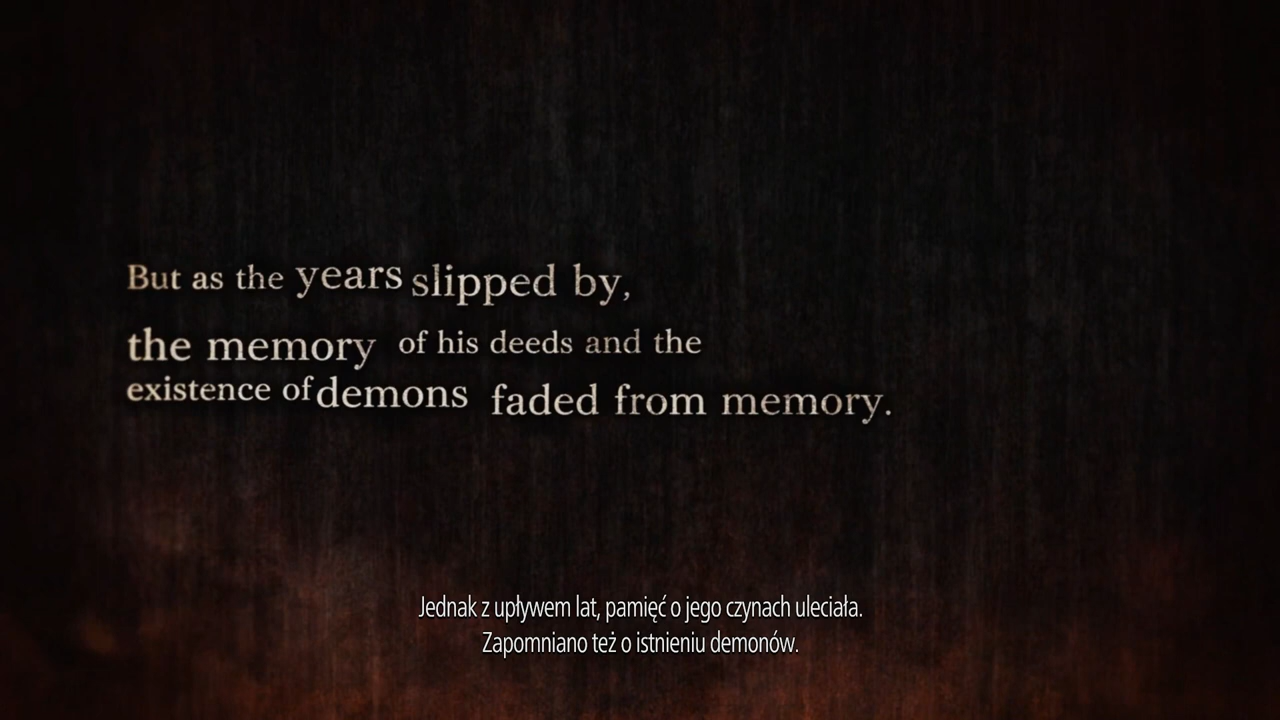 But as the years slipped by,
the memory of his deeds and the
existence of demons faded from memory.
Jednak z upływem lat, pamięć o jego czynach uleciała.
Zapomniano też o istnieniu demonów.